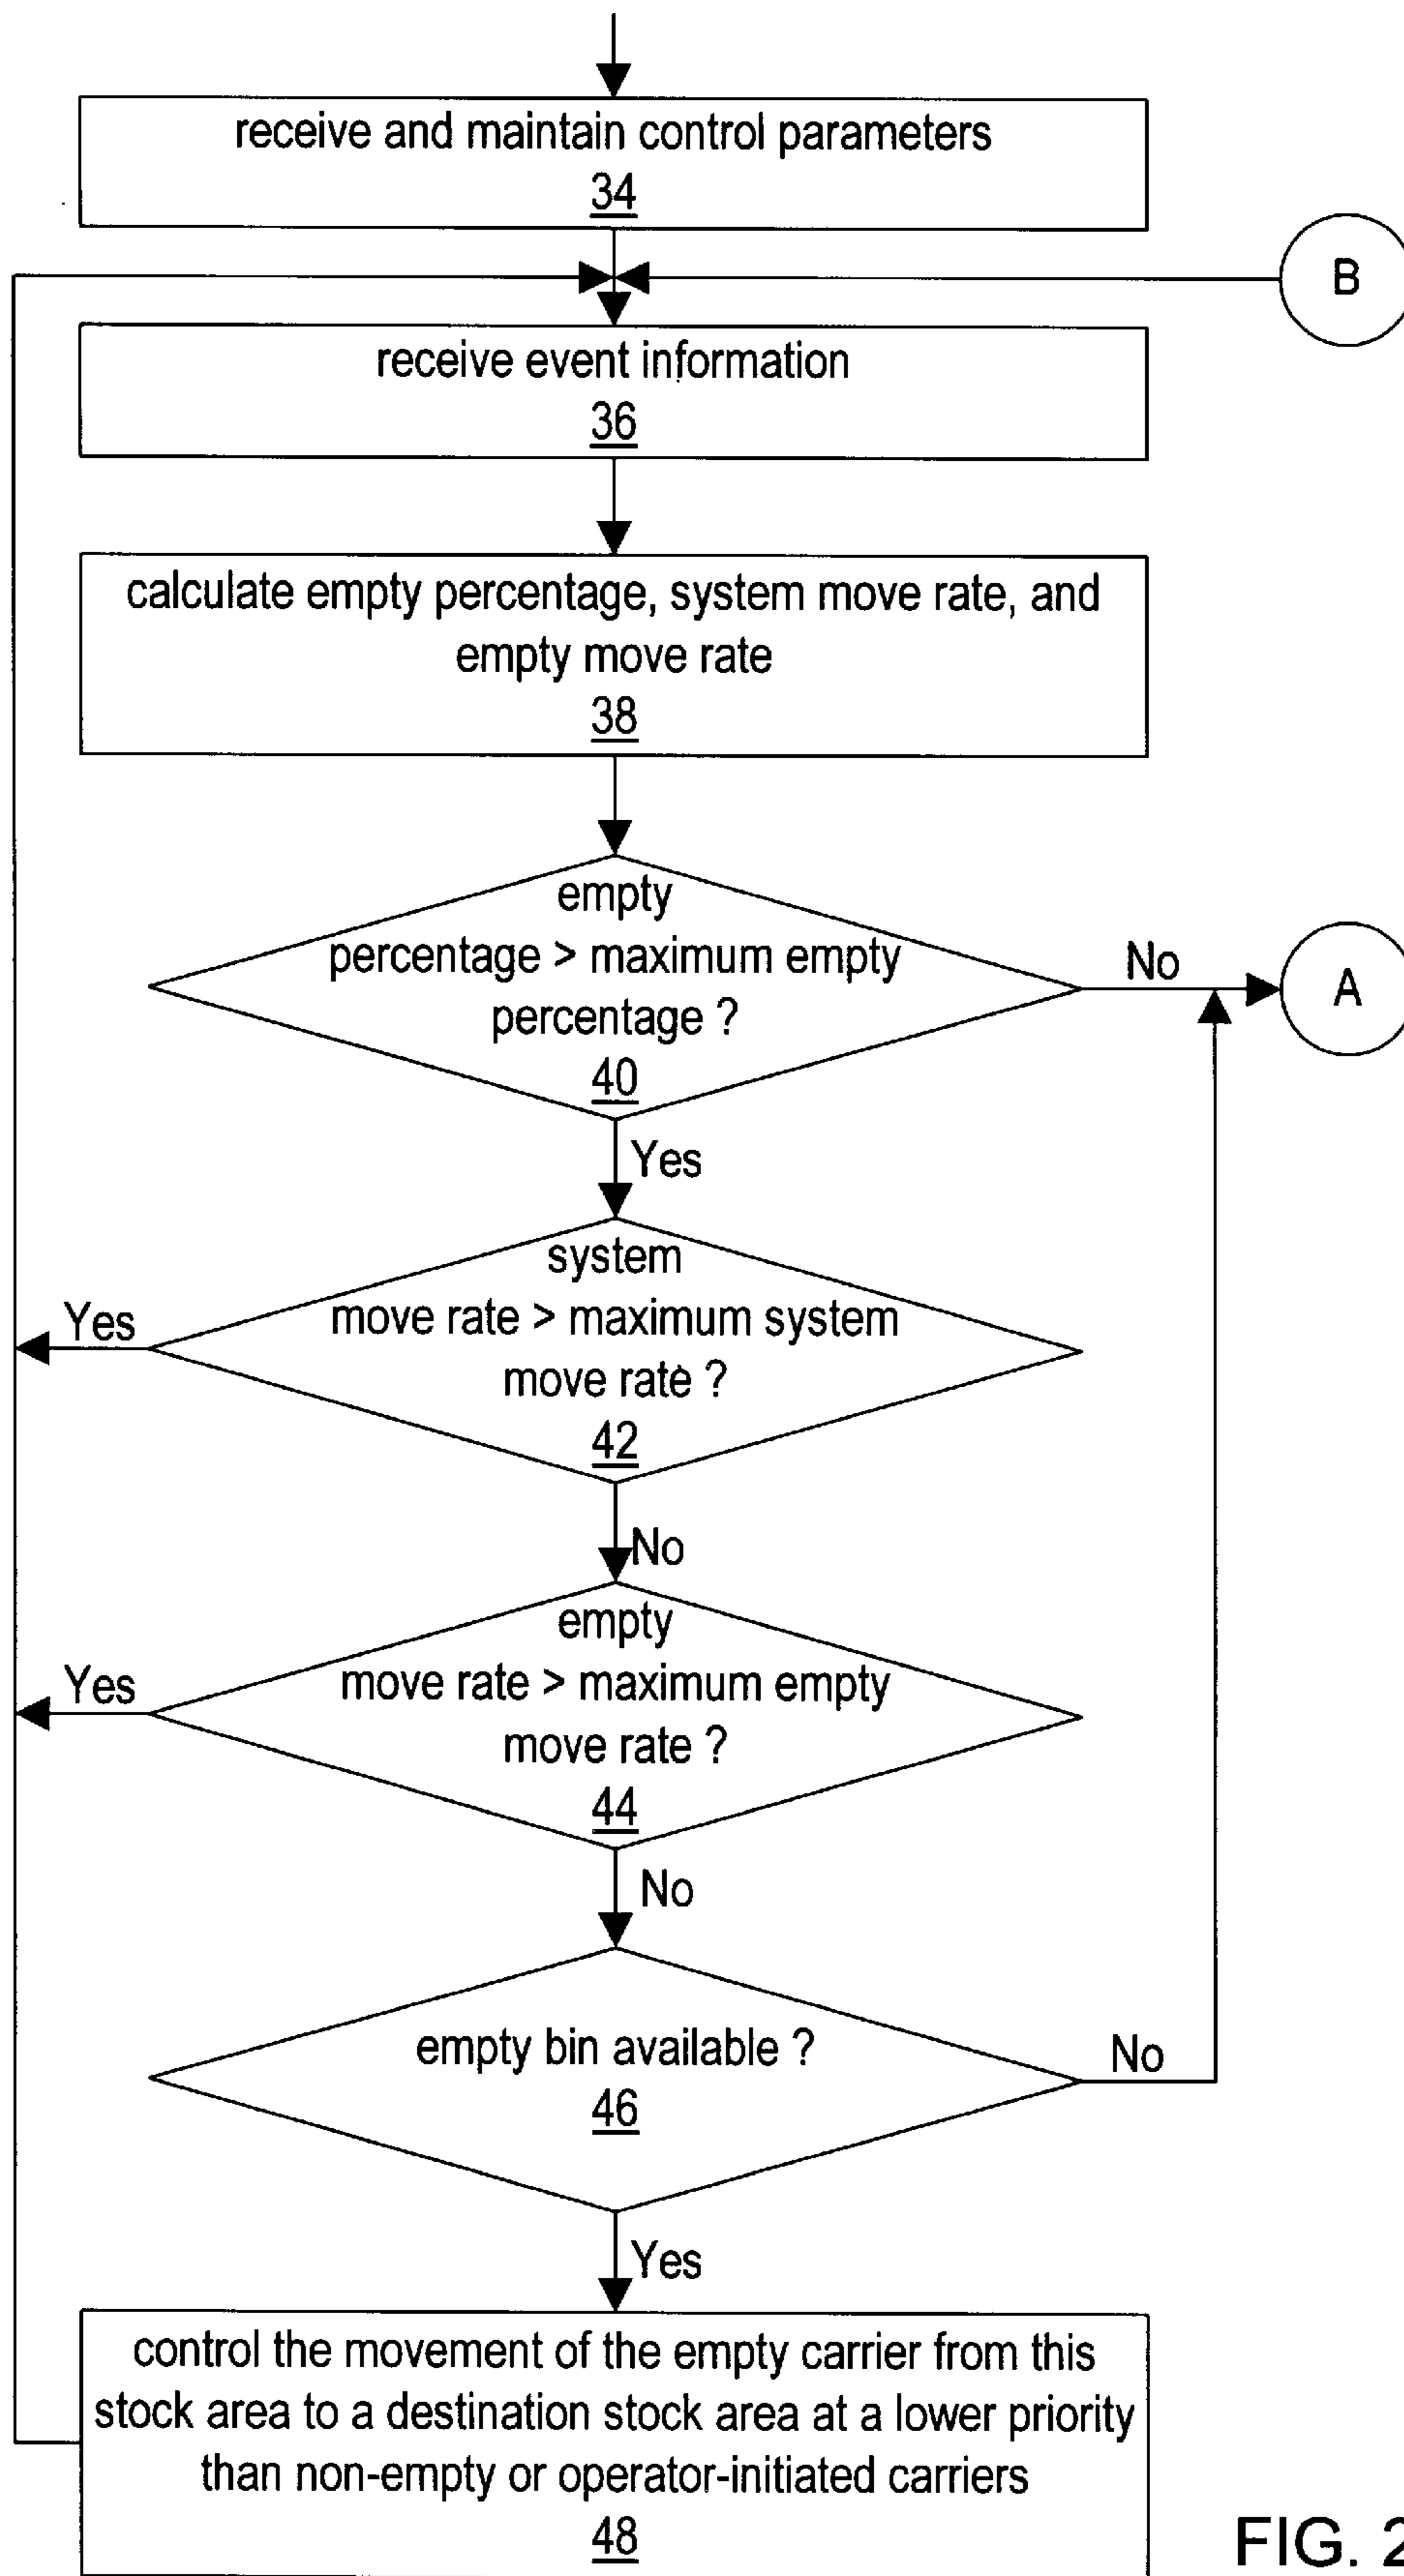 receive and maintain control parameters
34
B
receive event information
36
calculate empty percentage, system move rate, and
empty move rate
38
empty
percentage > maximum empty
percentage ?
40
No
A
Yes
system
move rate > maximum system
move rate ?
42
Yes
No
empty
move rate > maximum empty
move rate ?
44
Yes
No
empty bin available ?
46
No
Yes
control the movement of the empty carrier from this
stock area to a destination stock area at a lower priority
than non-empty or operator-initiated carriers
48
FIG. 2